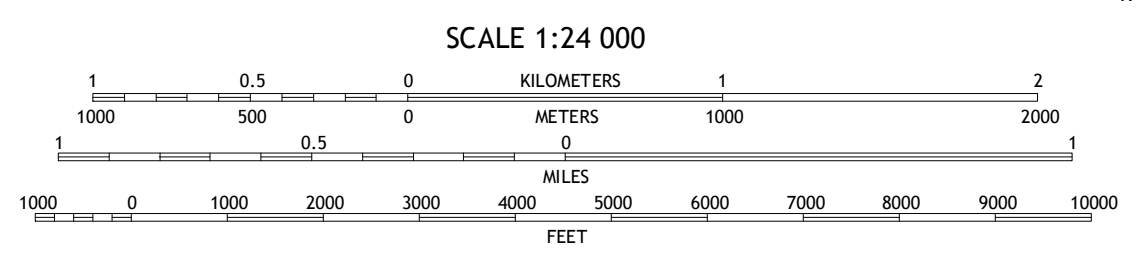 SCALE 1:24 000
1 0.5 0 KILOMETERS 1 2
1000 500 0 METERS 1000 2000
1 0.5 0 1
MILES
1000 0 1000 2000 3000 4000 5000 6000 7000 8000 9000 10000
FEET